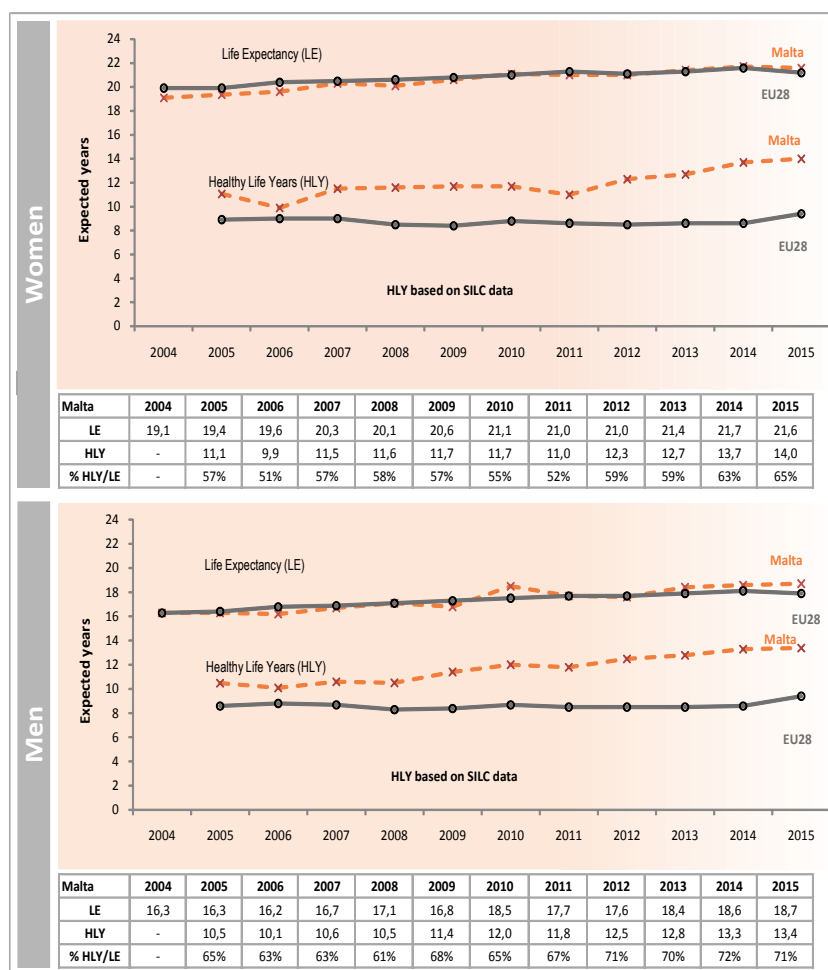 Women
24
22
20
18
16
14
12
10
8
6
4
2
0
Expected years
Life Expectancy (LE)
Malta
EU28
Malta
Healthy Life Years (HLY)
EU28
HLY based on SILC data
2004 2005 2006 2007 2008 2009 2010 2011 2012 2013 2014 2015
Malta 2004 2005 2006 2007 2008 2009 2010 2011 2012 2013 2014 2015
LE 19,1 19,4 19,6 20,3 20,1 20,6 21,1 21,0 21,0 21,4 21,7 21,6
HLY - 11,1 9,9 11,5 11,6 11,7 11,7 11,0 12,3 12,7 13,7 14,0
% HLY/LE - 57% 51% 57% 58% 57% 55% 52% 59% 59% 63% 65%
Men
24
22
20
18
16
14
12
10
8
6
4
2
0
Expected years
Life Expectancy (LE)
Malta
EU28
Malta
Healthy Life Years (HLY)
EU28
HLY based on SILC data
2004 2005 2006 2007 2008 2009 2010 2011 2012 2013 2014 2015
Malta 2004 2005 2006 2007 2008 2009 2010 2011 2012 2013 2014 2015
LE 16,3 16,3 16,2 16,7 17,1 16,8 18,5 17,7 17,6 18,4 18,6 18,7
HLY - 10,5 10,1 10,6 10,5 11,4 12,0 11,8 12,5 12,8 13,3 13,4
% HLY/LE - 65% 63% 63% 61% 68% 65% 67% 71% 70% 72% 71%